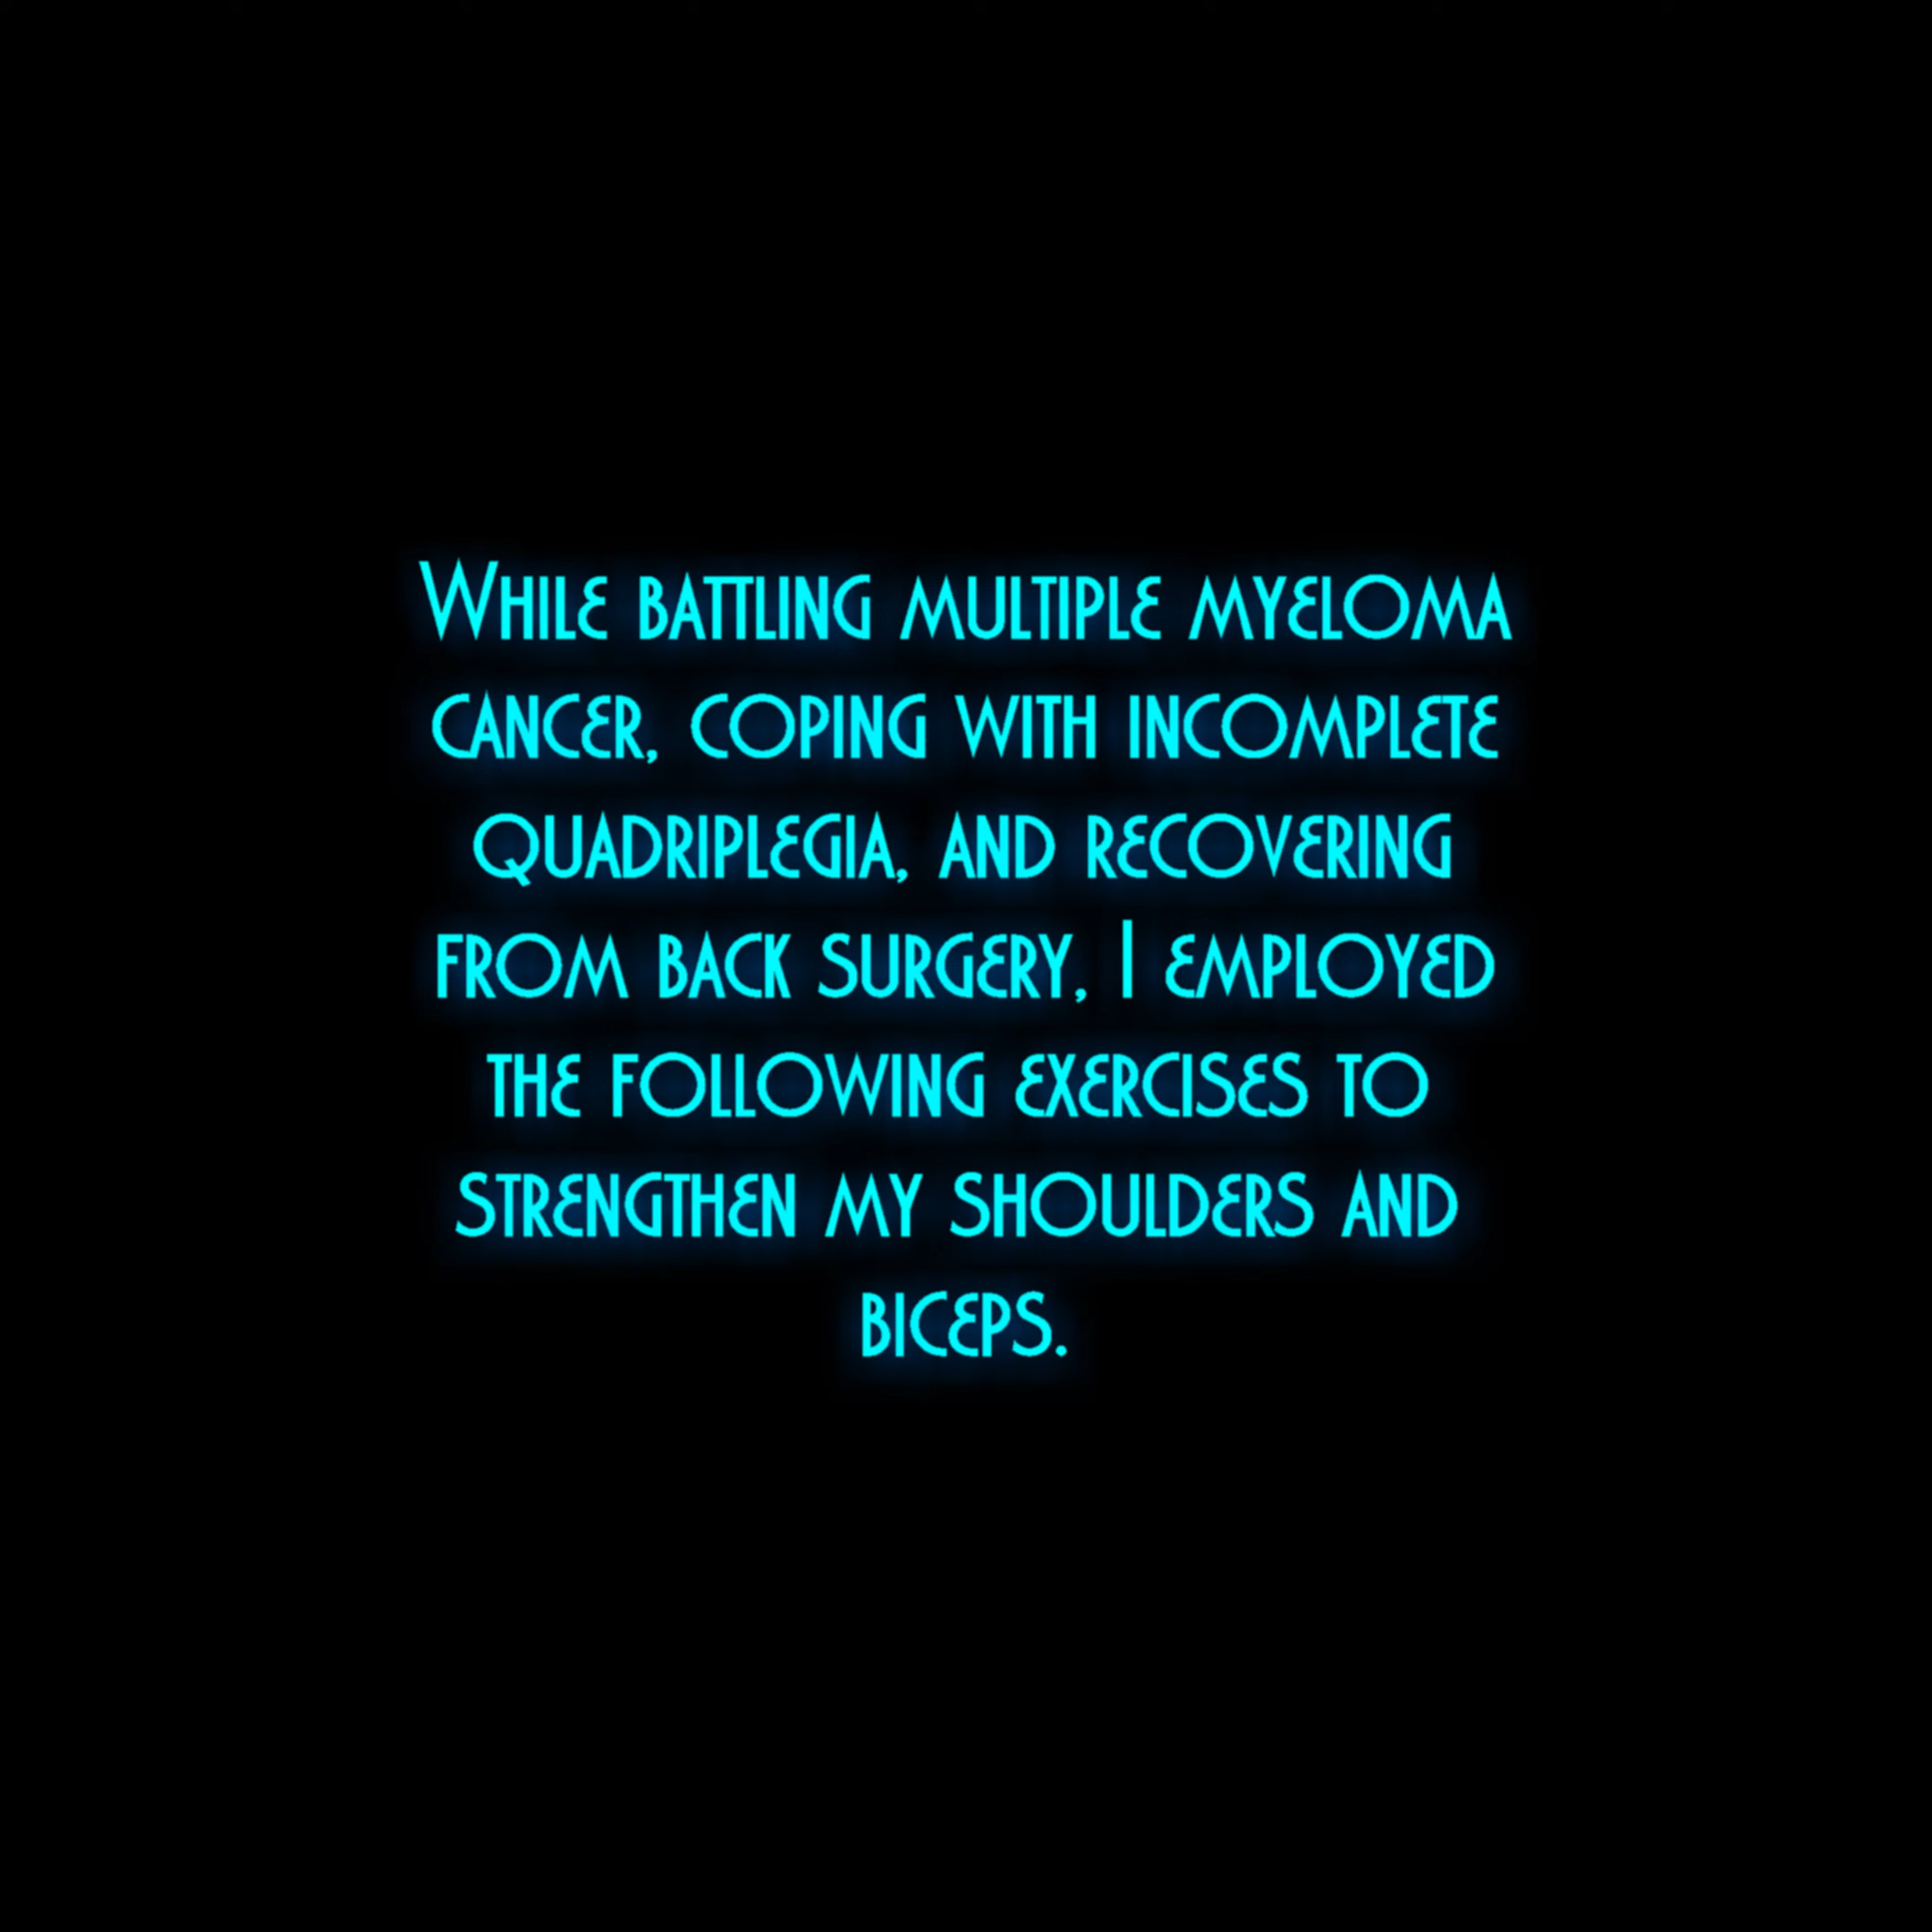 While battling multiple myeloma
cancer, coping with incomplete
quadriplegia, and recovering
from back surgery, I employed
the following exercises to
strengthen my shoulders and
biceps.